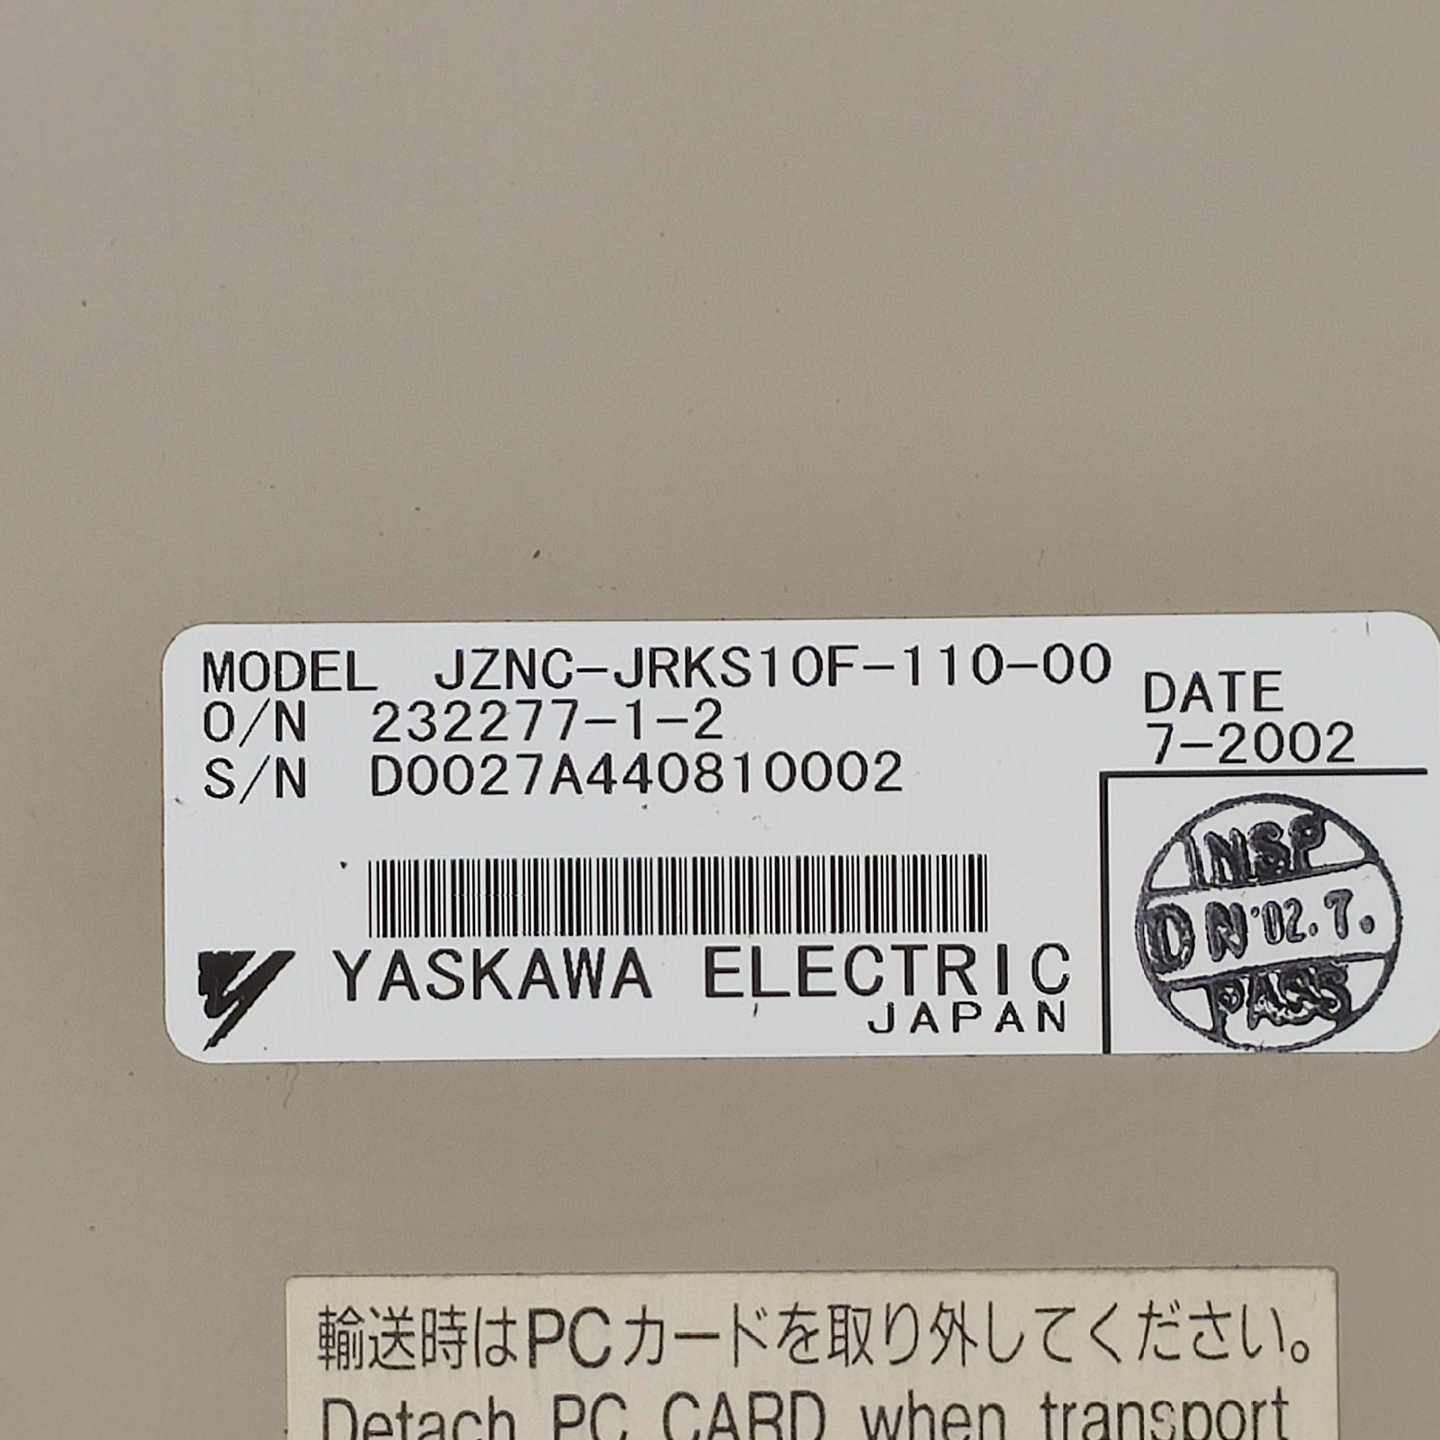 MODEL JZNC-JRKS10F-110-00
O/N 232277-1-2
S/N D0027A440810002
DATE
7-2002
INSP
DN '02.7.
PASS
YASKAWA ELECTRIC
JAPAN
輸送時はPCカードを取り外してください。
Detach PC CARD when transport